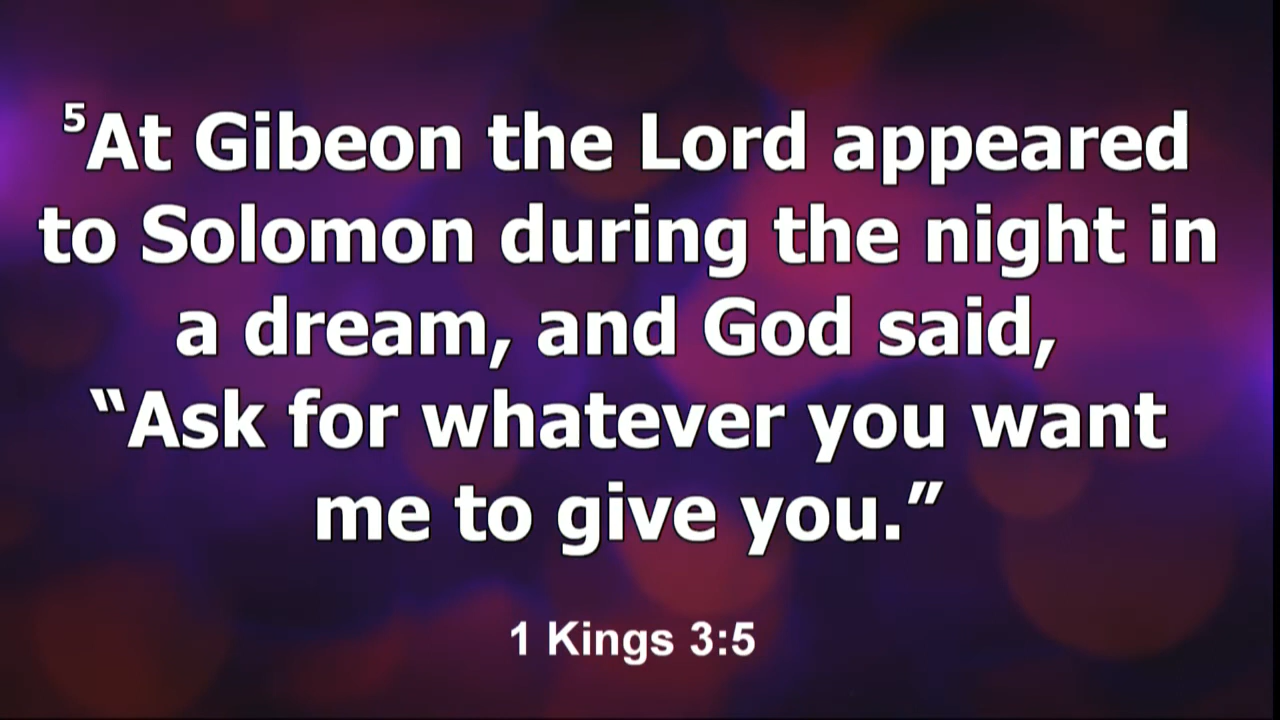 ⁵At Gibeon the Lord appeared
to Solomon during the night in
a dream, and God said,
“Ask for whatever you want
me to give you.”
1 Kings 3:5